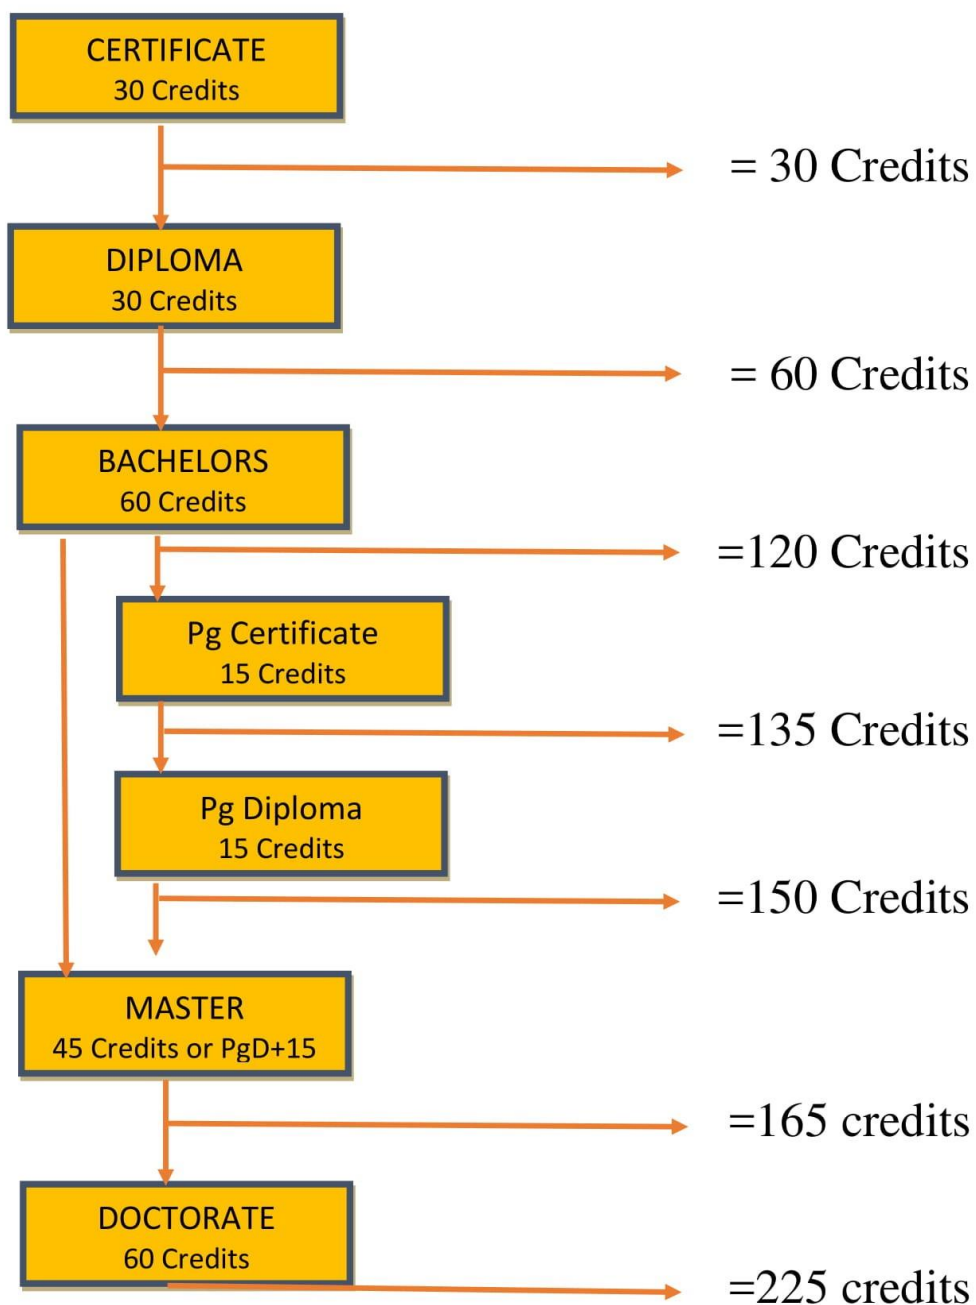 CERTIFICATE
30 Credits
= 30 Credits
DIPLOMA
30 Credits
= 60 Credits
BACHELORS
60 Credits
=120 Credits
Pg Certificate
15 Credits
=135 Credits
Pg Diploma
15 Credits
=150 Credits
MASTER
45 Credits or PgD+15
=165 credits
DOCTORATE
60 Credits
=225 credits